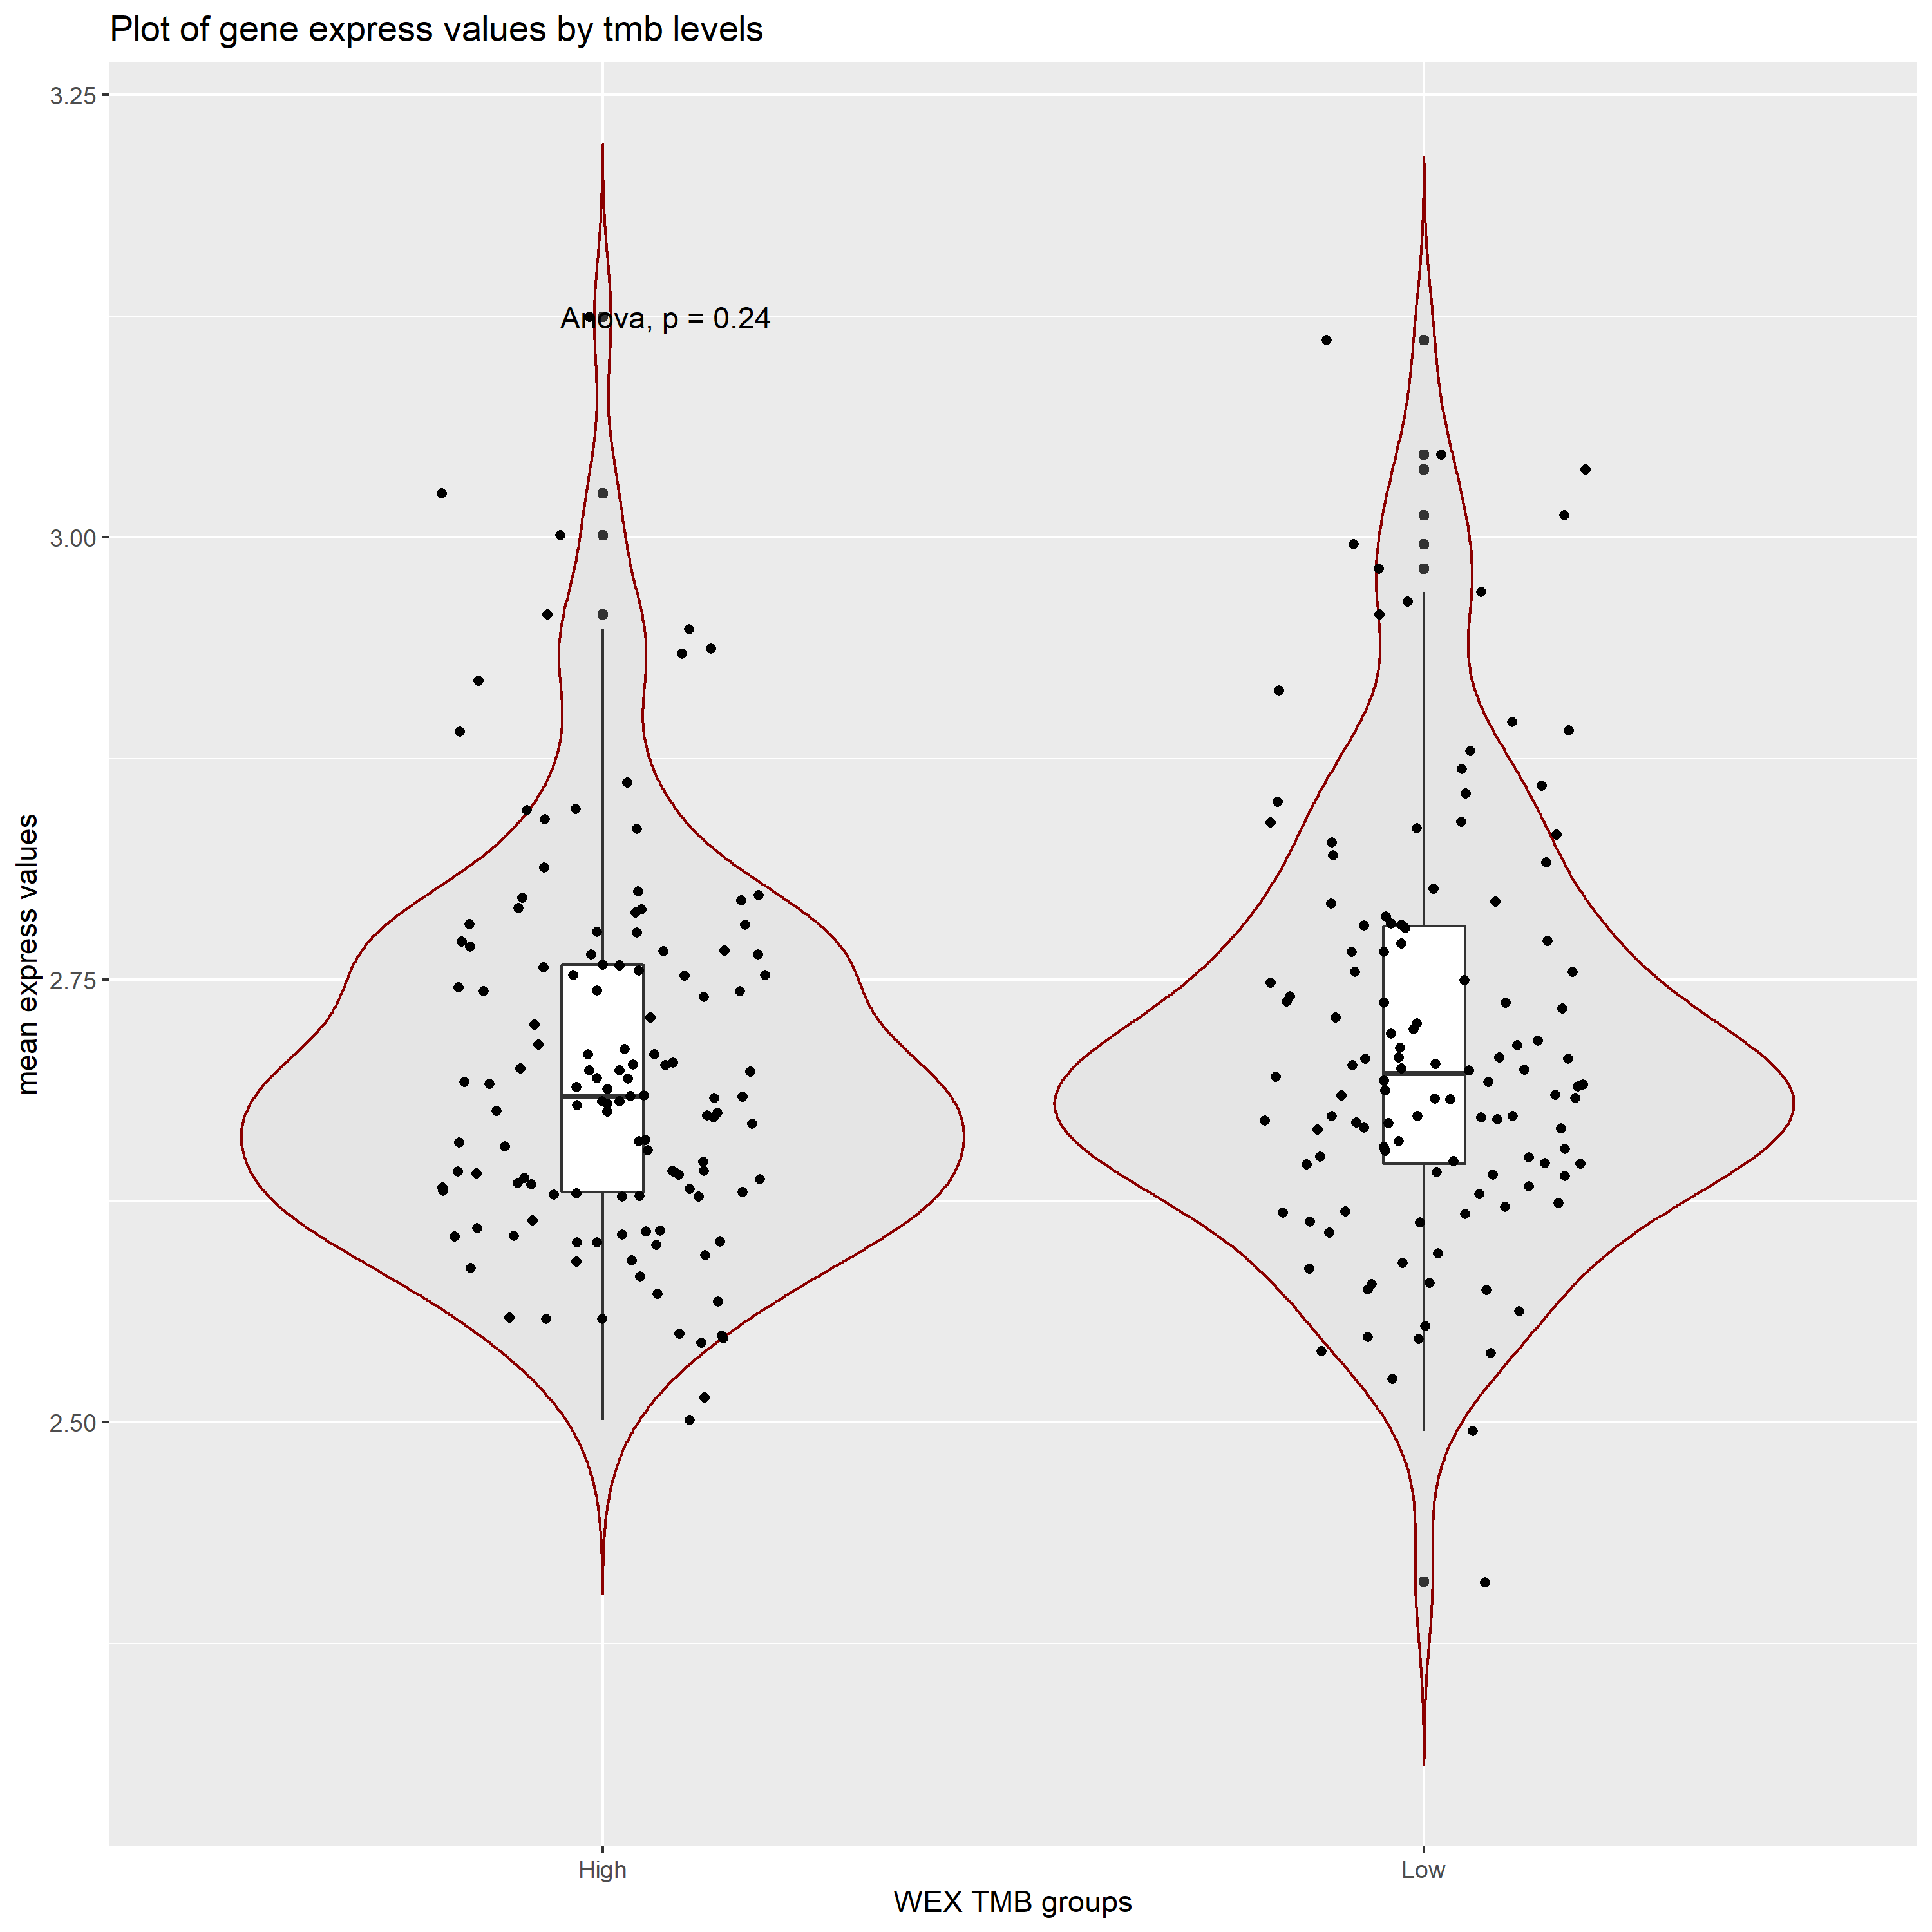 Plot of gene express values by tmb levels
3.25
Anova, p = 0.24
3.00
mean express values
2.75
2.50
High
Low
WEX TMB groups